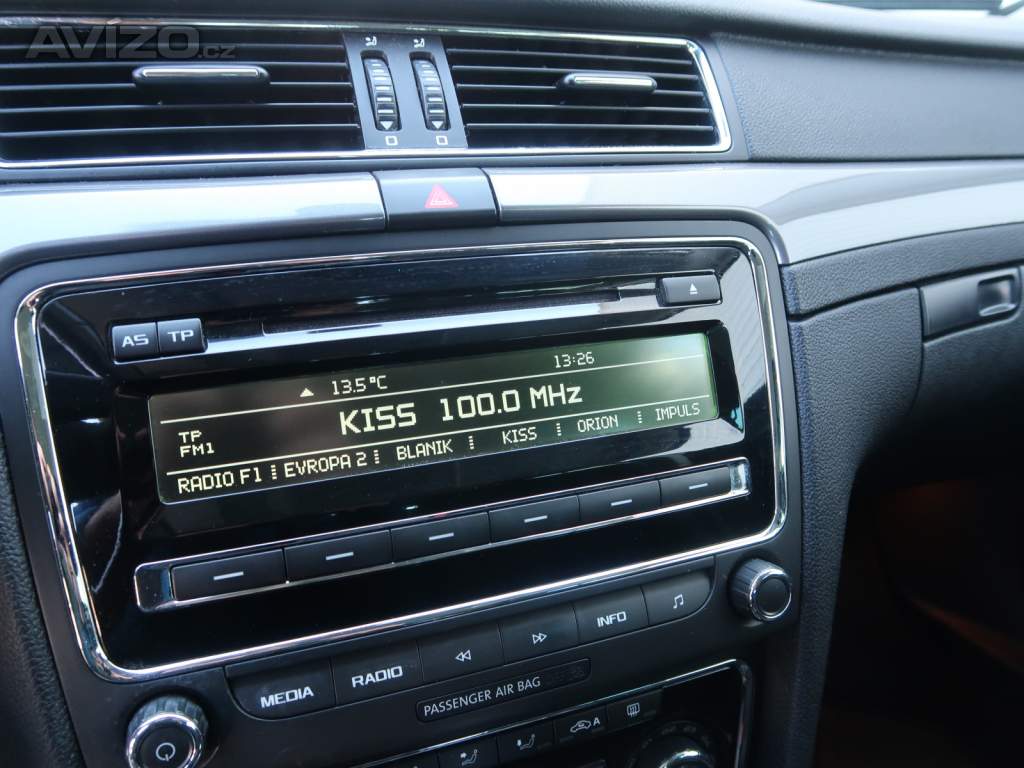 AVÍZO.cz
AS TP
13.5°C 13:26
KISS 100.0 MHz
TP
FM1
RADIO F1 EVROPA 2 BLANIK KISS ORION IMPULS
MEDIA RADIO INFO
PASSENGER AIR BAG
A